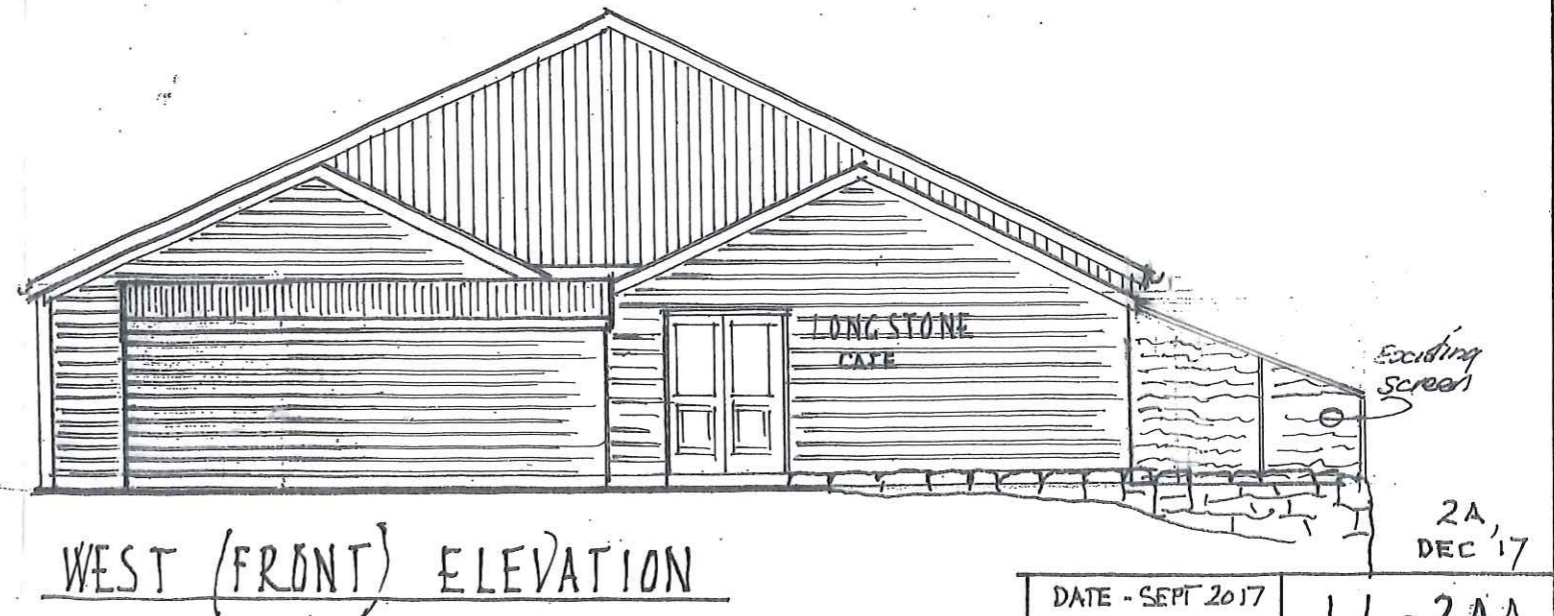 LONGSTONE
CAFE
Existing
screen
2A,
DEC '17
WEST (FRONT) ELEVATION
DATE - SEPT 2017